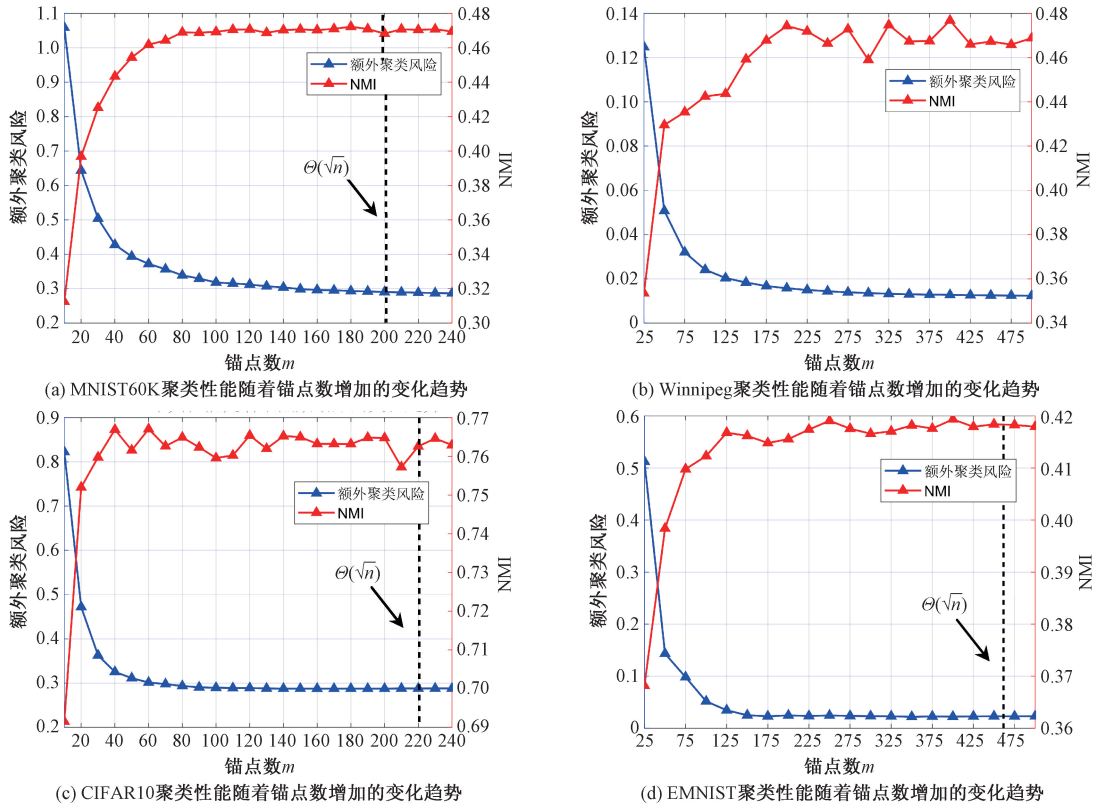 1.1
1.0
0.9
0.8
0.7
0.6
0.5
0.4
0.3
0.2
额外聚类风险
0.48
0.46
0.44
0.42
0.40
0.38
0.36
0.34
0.32
0.30
NMI
额外聚类风险
NMI
Θ(√n)
20 40 60 80 100 120 140 160 180 200 220 240
锚点数m
(a) MNIST60K聚类性能随着锚点数增加的变化趋势
0.14
0.12
0.10
0.08
0.06
0.04
0.02
0
额外聚类风险
0.48
0.46
0.44
0.42
0.40
0.38
0.36
0.34
NMI
额外聚类风险
NMI
25 75 125 175 225 275 325 375 425 475
锚点数m
(b) Winnipeg聚类性能随着锚点数增加的变化趋势
0.9
0.8
0.7
0.6
0.5
0.4
0.3
0.2
额外聚类风险
0.77
0.76
0.75
0.74
0.73
0.72
0.71
0.70
0.69
NMI
额外聚类风险
NMI
Θ(√n)
20 40 60 80 100 120 140 160 180 200 220 240
锚点数m
(c) CIFAR10聚类性能随着锚点数增加的变化趋势
0.6
0.5
0.4
0.3
0.2
0.1
0
额外聚类风险
0.42
0.41
0.40
0.39
0.38
0.37
0.36
NMI
额外聚类风险
NMI
Θ(√n)
25 75 125 175 225 275 325 375 425 475
锚点数m
(d) EMNIST聚类性能随着锚点数增加的变化趋势